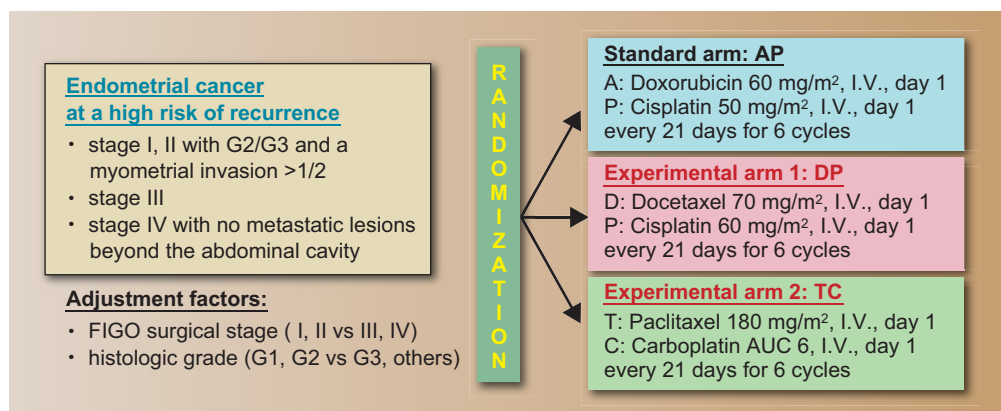 Endometrial cancer
at a high risk of recurrence
・ stage I, II with G2/G3 and a
myometrial invasion >1/2
・ stage III
・ stage IV with no metastatic lesions
beyond the abdominal cavity
Adjustment factors:
・ FIGO surgical stage ( I, II vs III, IV)
・ histologic grade (G1, G2 vs G3, others)
RANDOMIZATION
Standard arm: AP
A: Doxorubicin 60 mg/m², I.V., day 1
P: Cisplatin 50 mg/m², I.V., day 1
every 21 days for 6 cycles
Experimental arm 1: DP
D: Docetaxel 70 mg/m², I.V., day 1
P: Cisplatin 60 mg/m², I.V., day 1
every 21 days for 6 cycles
Experimental arm 2: TC
T: Paclitaxel 180 mg/m², I.V., day 1
C: Carboplatin AUC 6, I.V., day 1
every 21 days for 6 cycles